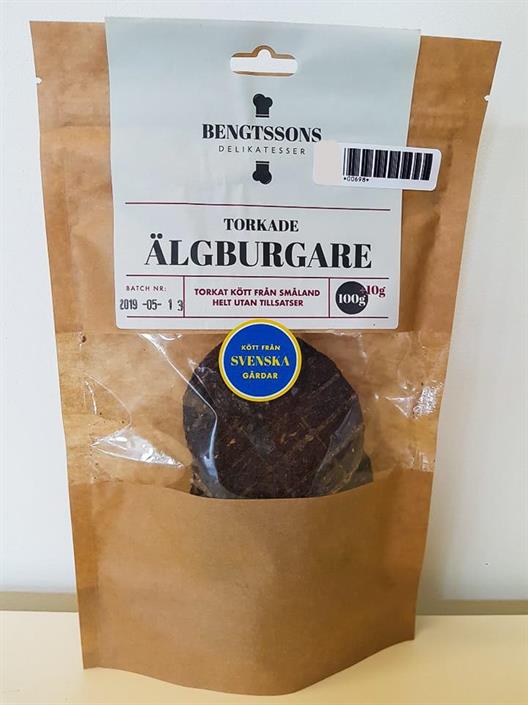 BENGTSSONS
DELIKATESSER
*00698*
TORKADE
ÄLGBURGARE
BATCH NR:
2019 -05- 1 3
TORKAT KÖTT FRÅN SMÅLAND
HELT UTAN TILLSATSER
100g
+10g
KÖTT FRÅN
SVENSKA
GÅRDAR